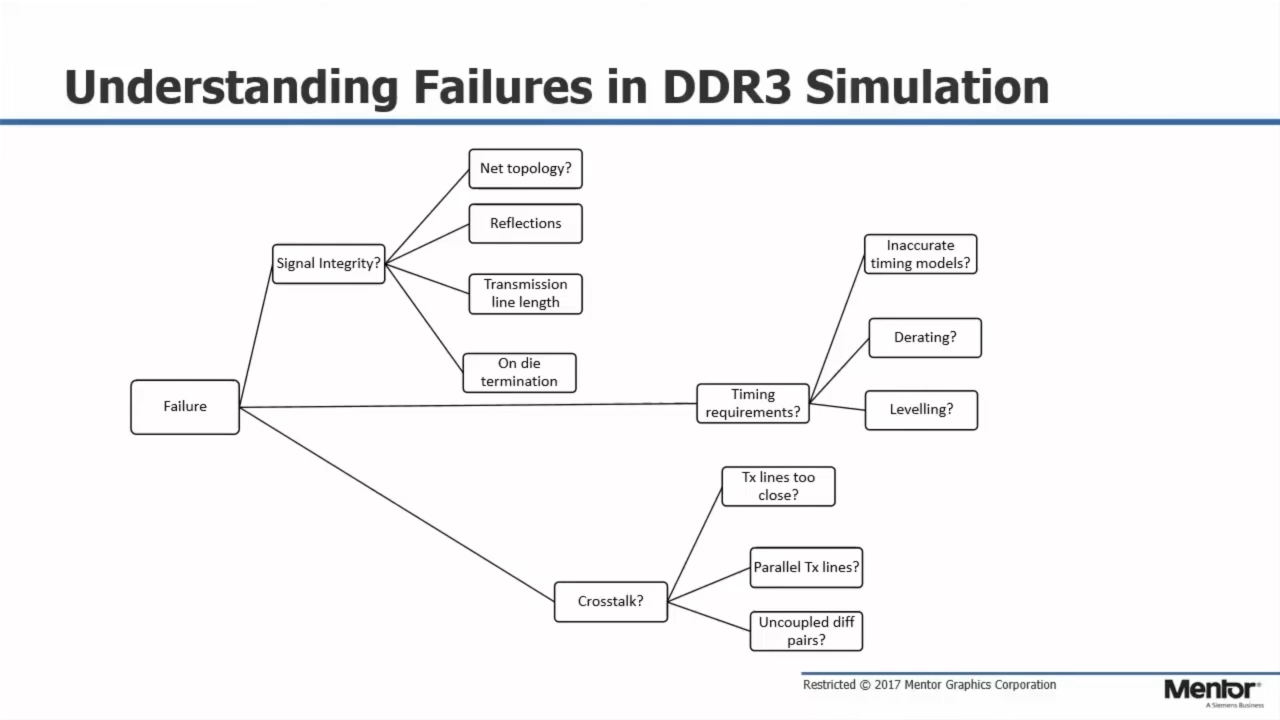 Understanding Failures in DDR3 Simulation
Net topology?
Reflections
Signal Integrity?
Transmission
line length
On die
termination
Failure
Inaccurate
timing models?
Derating?
Timing
requirements?
Levelling?
Tx lines too
close?
Parallel Tx lines?
Crosstalk?
Uncoupled diff
pairs?
Restricted © 2017 Mentor Graphics Corporation
Mentor®
A Siemens Business